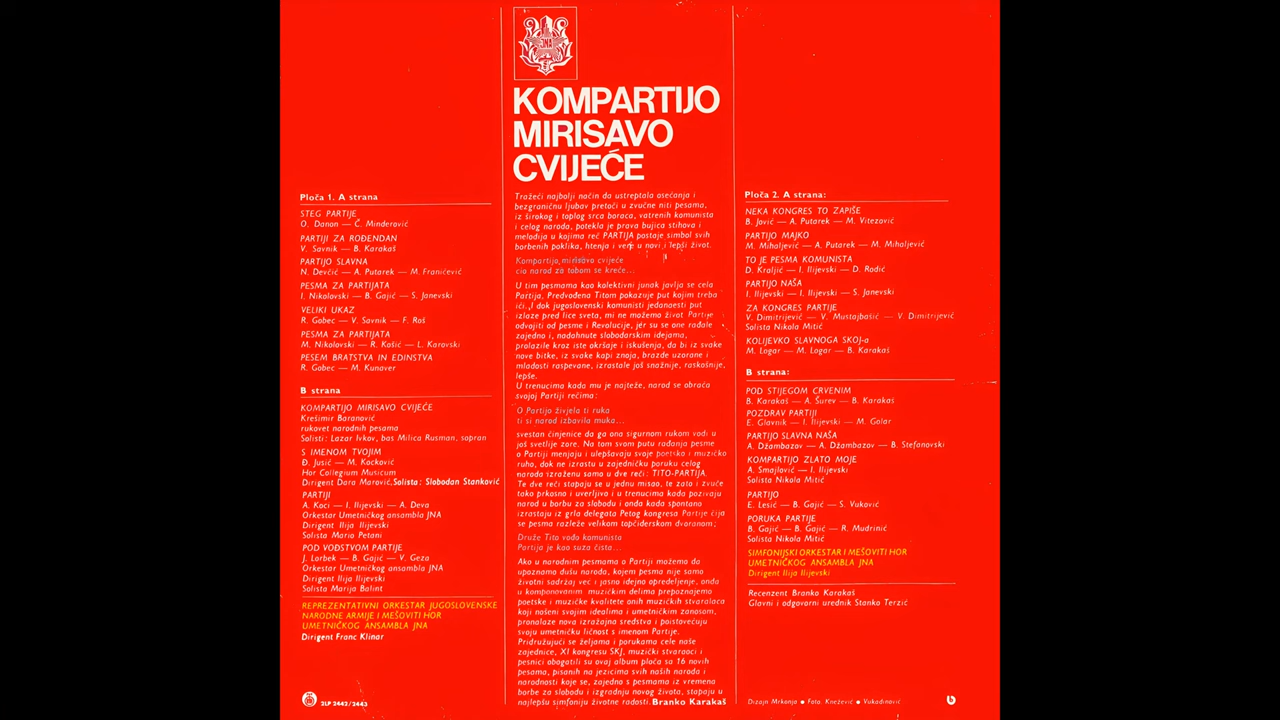 JNA
KOMPARTIJO
MIRISAVO
CVIJEĆE
Ploča 1. A strana
STEG PARTIJE
O. Danon — Č. Minderović
PARTIJI ZA ROĐENDAN
V. Savnik — B. Karakaš
PARTIJO SLAVNA
N. Devčić — A. Putarek — M. Franičević
PESMA ZA PARTIJATA
I. Nikolovski — B. Gajić — S. Janevski
VELIKI UKAZ
R. Gobec — V. Savnik — F. Roš
PESMA ZA PARTIJATA
M. Nikolovski — R. Košić — L. Karovski
PESEM BRATSTVA IN EDINSTVA
R. Gobec — M. Kunaver
B strana
KOMPARTIJO MIRISAVO CVIJEĆE
Krešimir Baranović
rukovet narodnih pesama
Solisti: Lazar Ivkov, bas Milica Rusman, sopran
S IMENOM TVOJIM
Đ. Jusić — M. Kocković
Hor Collegium Musicum
Dirigent Dara Marović, Solista: Slobodan Stanković
PARTIJI
A. Koci — I. Ilijevski — A. Deva
Orkestar Umetničkog ansambla JNA
Dirigent Ilija Ilijevski
Solista Maria Petani
POD VODSTVOM PARTIJE
J. Lorbek — B. Gajić — V. Geza
Orkestar Umetničkog ansambla JNA
Dirigent Ilija Ilijevski
Solista Marija Balint
REPREZENTATIVNI ORKESTAR JUGOSLOVENSKE
NARODNE ARMIJE I MEŠOVITI HOR
UMETNIČKOG ANSAMBLA JNA
Dirigent Franc Klinar
2LP 2442/2443
Tražeći najbolji način da ustreptala osećanja i
bezgraničnu ljubav pretoči u zvučne niti pesama,
iz širokog i toplog srca boraca, vatrenih komunista
i celog naroda, potekla je prava bujica stihova i
melodija u kojima reč PARTIJA postaje simbol svih
borbenih poklika, htenja i vere u novi i lepši život.
Kompartijo, mirisavo cvijeće
cio narod za tobom se kreće...
U tim pesmama kao kolektivni junak javlja se cela
Partija. Predvođena Titom pokazuje put kojim treba
ići. I dok jugoslovenski komunisti jedanaesti put
izlaze pred lice sveta, mi ne možemo život Partije
odvojiti od pesme i Revolucije, jer su se one rađale
zajedno i, nadahnute slobodarskim idejama,
prolazile kroz iste okršaje i iskušenja, da bi iz svake
nove bitke, iz svake kapi znoja, brazde uzorane i
mladosti raspevane, izrastale još snažnije, raskošnije,
lepše.
U trenucima kada mu je najteže, narod se obraća
svojoj Partiji rečima:
O Partijo živjela ti ruka
ti si narod izbavila muka...
svestan činjenice da ga ona sigurnom rukom vodi u
još svetlije zore. Na tom svom putu rađanja pesme
o Partiji menjaju i ulepšavaju svoje poetsko i muzičko
ruho, dok ne izrastu u zajedničku poruku celog
naroda izraženu samo u dve reči: TITO-PARTIJA.
Te dve reči stapaju se u jednu misao, te zato i zvuče
tako prkosno i uverljivo i u trenucima kada pozivaju
narod u borbu za slobodu i onda kada spontano
izrastaju iz grla delegata Petog kongresa Partije čija
se pesma razleže velikom topčiderskom dvoranom;
Druže Tito vođo komunista
Partija je kao suza čista...
Ako u narodnim pesmama o Partiji možemo da
upoznamo dušu naroda, kojem pesma nije samo
životni sadržaj već i jasno idejno opredeljenje, onda
u komponovanim muzičkim delima prepoznajemo
poetske i muzičke kvalitete onih muzičkih stvaralaca
koji nošeni svojim idealima i umetničkim zanosom,
pronalaze nova izražajna sredstva i poistovećuju
svoju umetničku ličnost s imenom Partije.
Pridružujući se željama i porukama cele naše
zajednice, XI kongresu SKJ, muzički stvaraoci i
pesnici obogatili su ovaj album ploča sa 16 novih
pesama, pisanih na jezicima svih naših naroda i
narodnosti koje se, zajedno s pesmama iz vremena
borbe za slobodu i izgradnju novog života, stapaju u
najlepšu simfoniju životne radosti. Branko Karakaš
Ploča 2. A strana:
NEKA KONGRES TO ZAPIŠE
B. Jović — A. Putarek — M. Vitezović
PARTIJO MAJKO
M. Mihaljević — A. Putarek — M. Mihaljević
TO JE PESMA KOMUNISTA
D. Kraljić — I. Ilijevski — D. Rodić
PARTIJO NAŠA
I. Ilijevski — I. Ilijevski — S. Janevski
ZA KONGRES PARTIJE
V. Dimitrijević — V. Mustajbašić — V. Dimitrijević
Solista Nikola Mitić
KOLIJEVKO SLAVNOGA SKOJ-a
M. Logar — M. Logar — B. Karakaš
B strana:
POD STIJEGOM CRVENIM
B. Karakaš — A. Šurev — B. Karakaš
POZDRAV PARTIJI
E. Glavnik — I. Ilijevski — M. Golar
PARTIJO SLAVNA NAŠA
A. Džambazov — A. Džambazov — B. Stefanovski
KOMPARTIJO ZLATO MOJE
A. Smajlović — I. Ilijevski
Solista Nikola Mitić
PARTIJO
E. Lesić — B. Gajić — S. Vuković
PORUKA PARTIJE
B. Gajić — B. Gajić — R. Mudrinić
Solista Nikola Mitić
SIMFONIJSKI ORKESTAR I MEŠOVITI HOR
UMETNIČKOG ANSAMBLA JNA
Dirigent Ilija Ilijevski
Recenzent Branko Karakaš
Glavni i odgovorni urednik Stanko Terzić
Dizajn Mrkonja • Foto. Knežević • Vukadinović